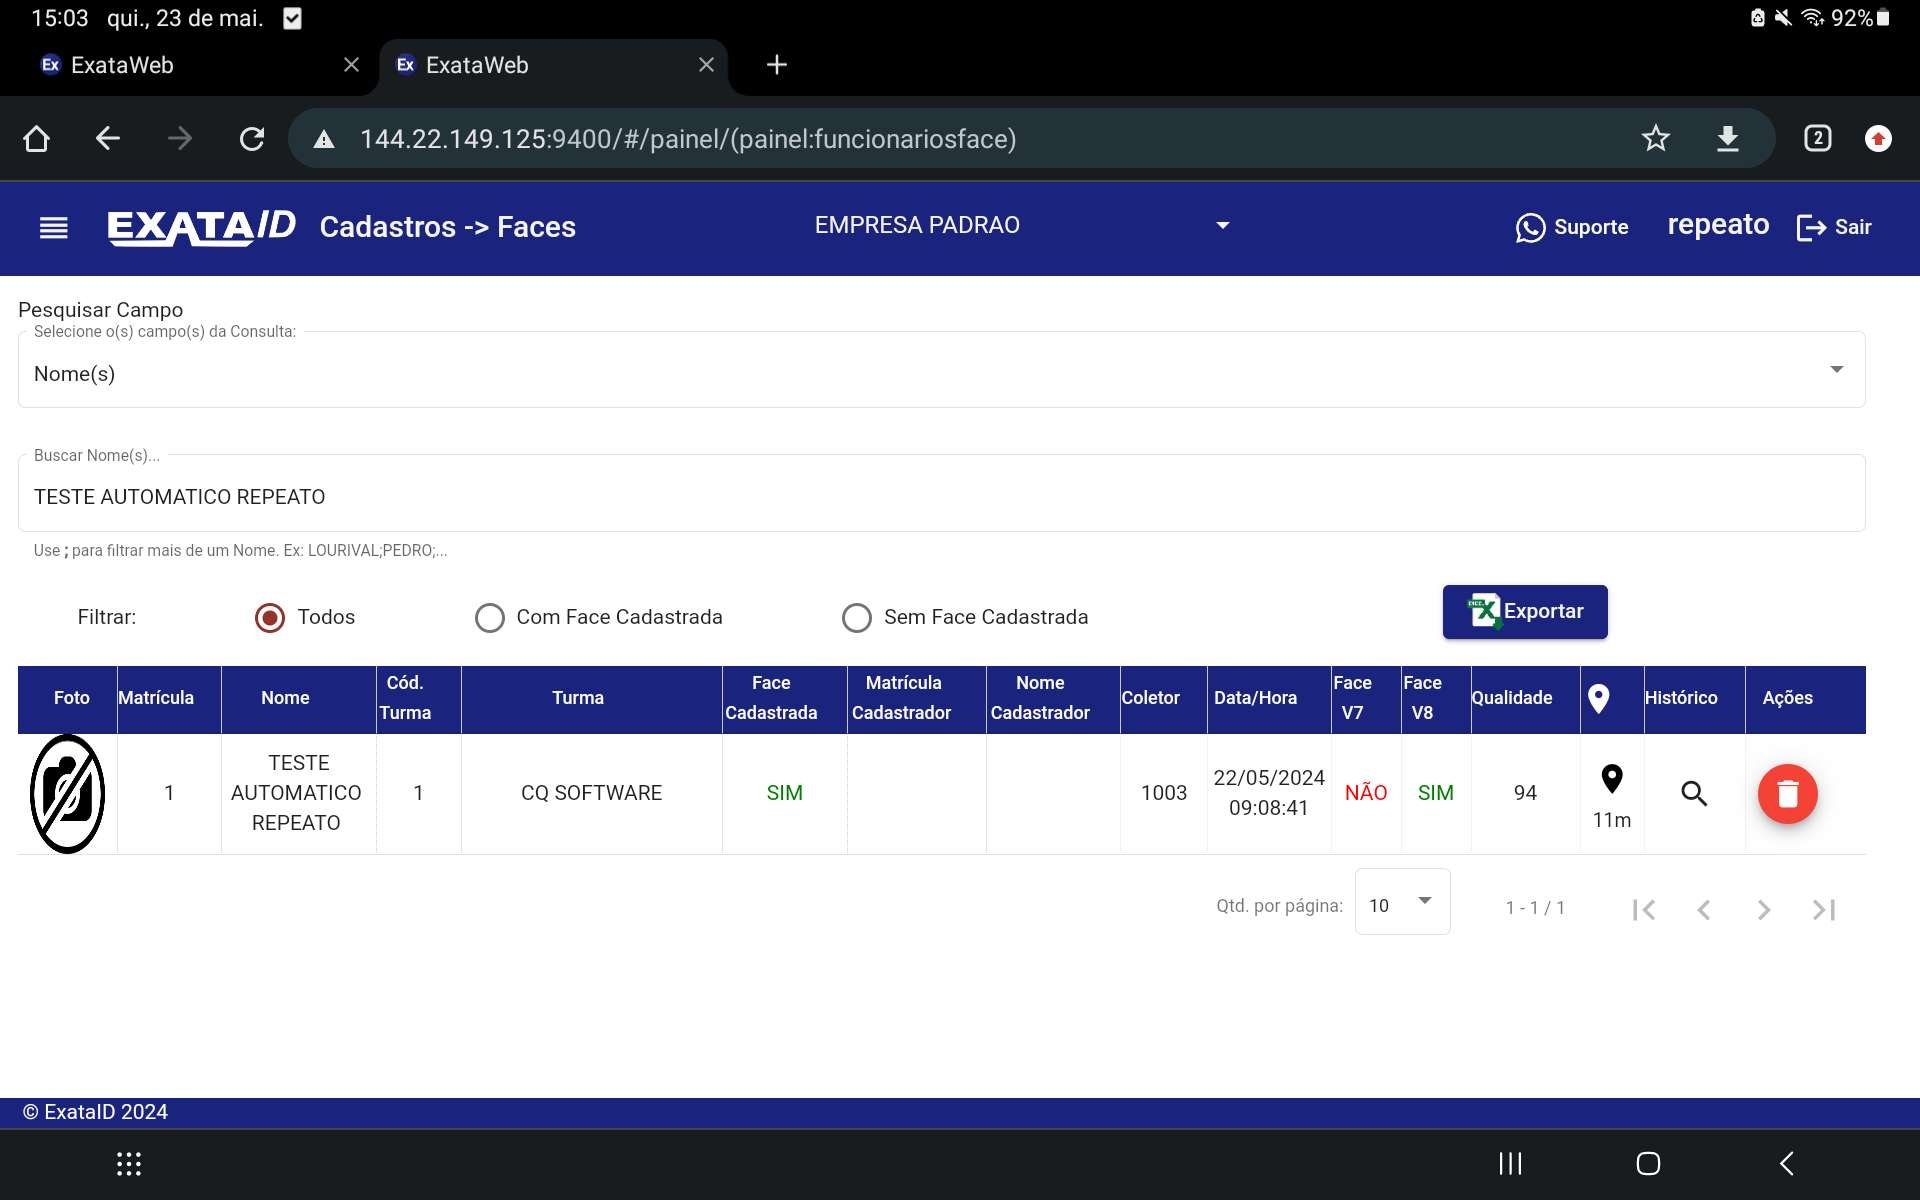 15:03 qui., 23 de mai.
92%
Ex ExataWeb
Ex ExataWeb
144.22.149.125:9400/#/painel/(painel:funcionariosface)
2
EXATAID Cadastros -> Faces EMPRESA PADRAO Suporte repeato Sair
Pesquisar Campo
Selecione o(s) campo(s) da Consulta:
Nome(s)
Buscar Nome(s)...
TESTE AUTOMATICO REPEATO
Use ; para filtrar mais de um Nome. Ex: LOURIVAL;PEDRO;...
Filtrar: Todos Com Face Cadastrada Sem Face Cadastrada Exportar
Foto Matrícula Nome Cód. Turma Turma Face Cadastrada Matrícula Cadastrador Nome Cadastrador Coletor Data/Hora Face V7 Face V8 Qualidade Histórico Ações
1 TESTE AUTOMATICO REPEATO 1 CQ SOFTWARE SIM 1003 22/05/2024 09:08:41 NÃO SIM 94 11m
Qtd. por página: 10 1 - 1 / 1
© ExataID 2024